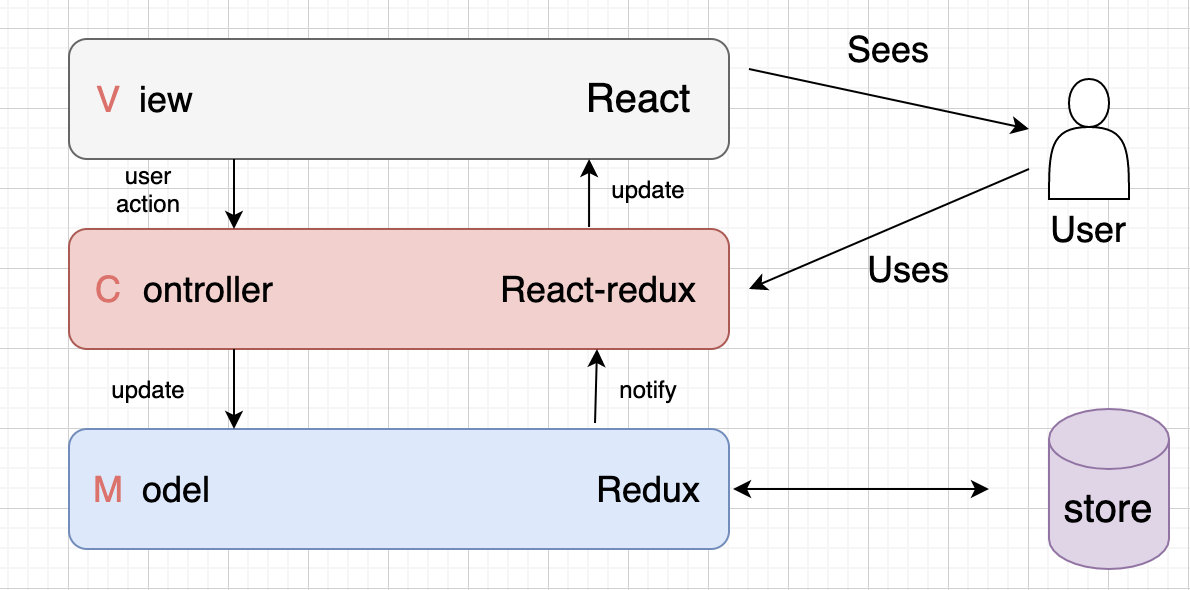 Sees
V iew React
user
action
update
User
Uses
C ontroller React-redux
update
notify
M odel Redux
store